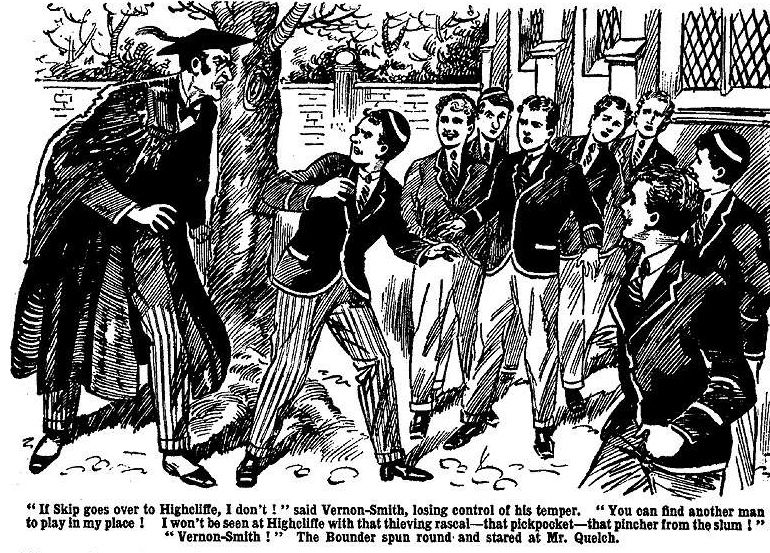 “ If Skip goes over to Highcliffe, I don't ! ” said Vernon-Smith, losing control of his temper. “ You can find another man
to play in my place ! I won't be seen at Highcliffe with that thieving rascal—that pickpocket—that pincher from the slum ! ”
“ Vernon-Smith ! ” The Bounder spun round and stared at Mr. Quelch.